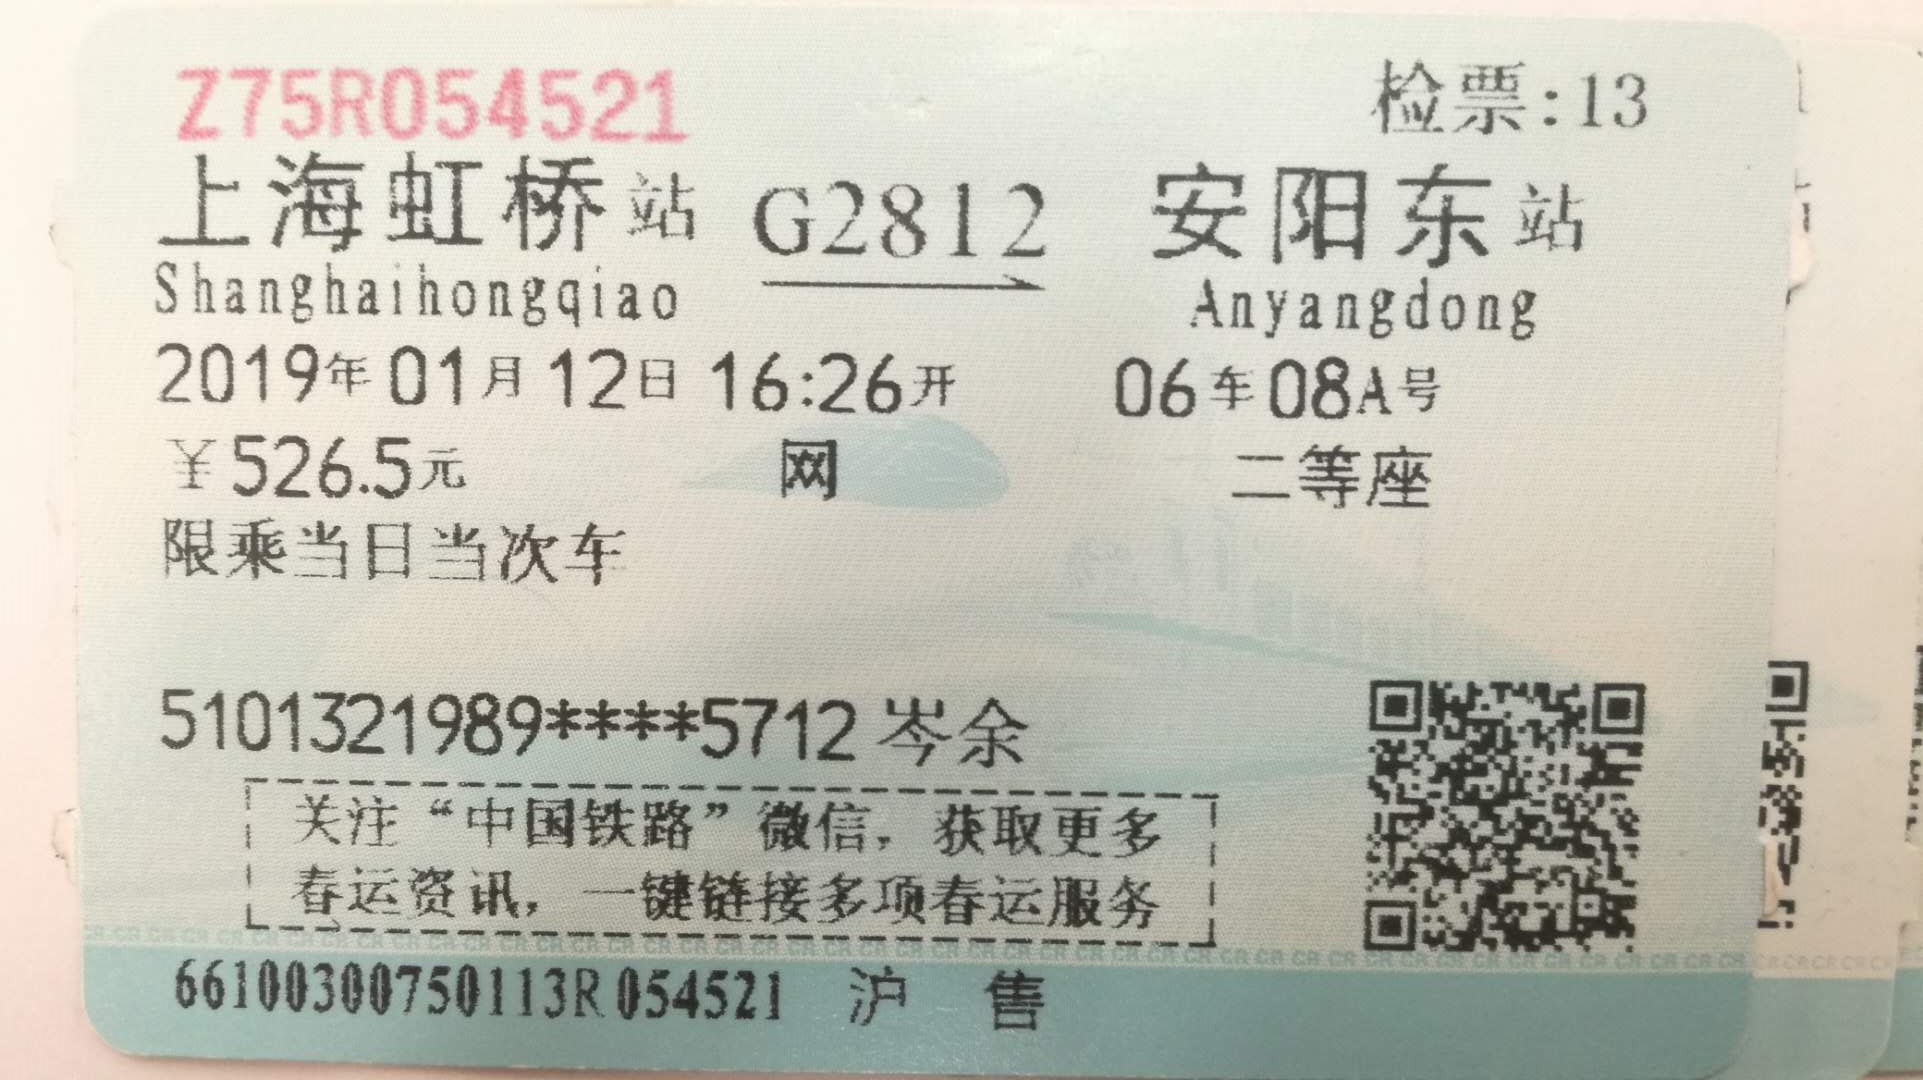 Z75R054521 检票:13
上海虹桥站 G2812 安阳东站
Shanghaihongqiao Anyangdong
2019年01月12日 16:26开 06车08A号
¥526.5元 网 二等座
限乘当日当次车
5101321989****5712 岑余
关注“中国铁路”微信,获取更多
春运资讯,一键链接多项春运服务
66100300750113R054521 沪 售